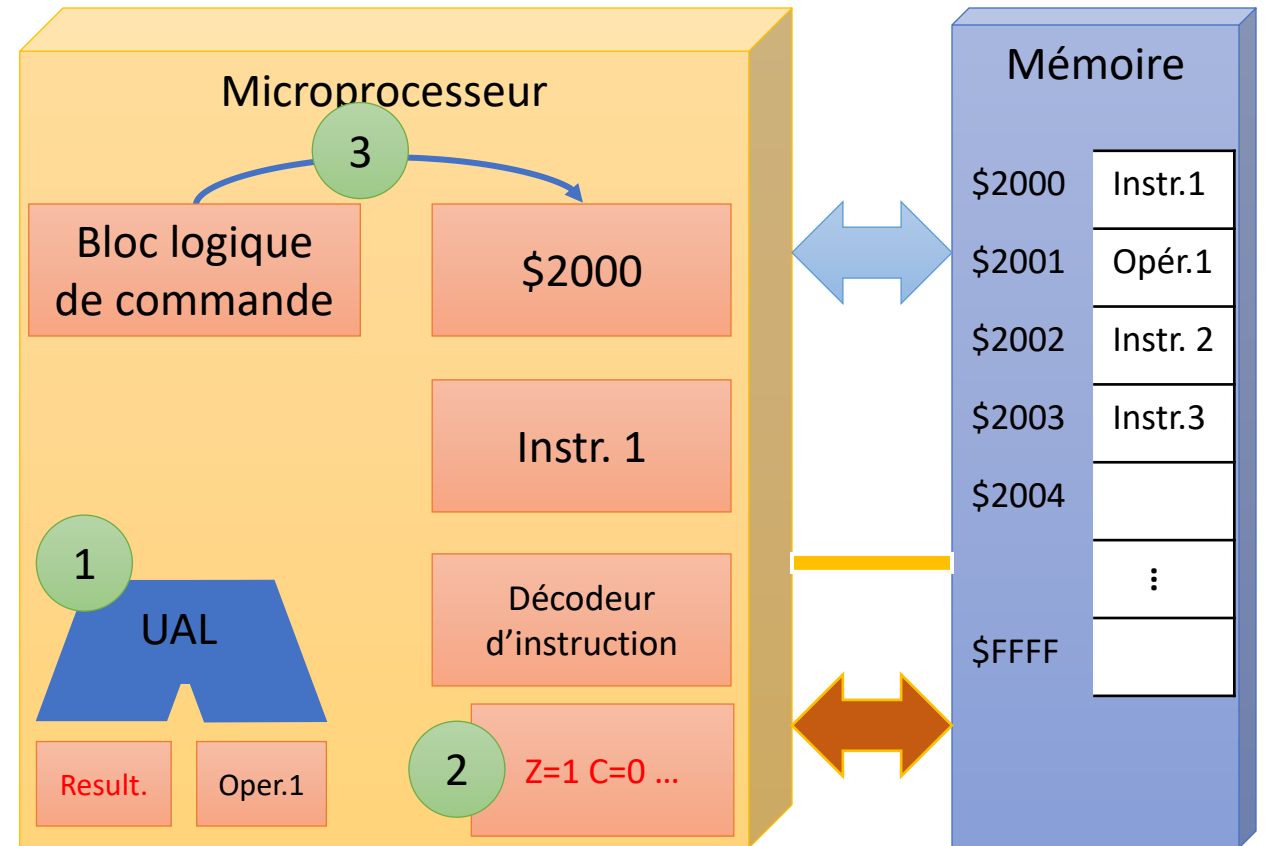 Microprocesseur
3
Bloc logique
de commande
$2000
Instr. 1
1
UAL
Décodeur
d'instruction
Result.
Oper.1
2
Z=1 C=0 ...
Mémoire
$2000 Instr.1
$2001 Opér.1
$2002 Instr. 2
$2003 Instr.3
$2004
⋮
$FFFF